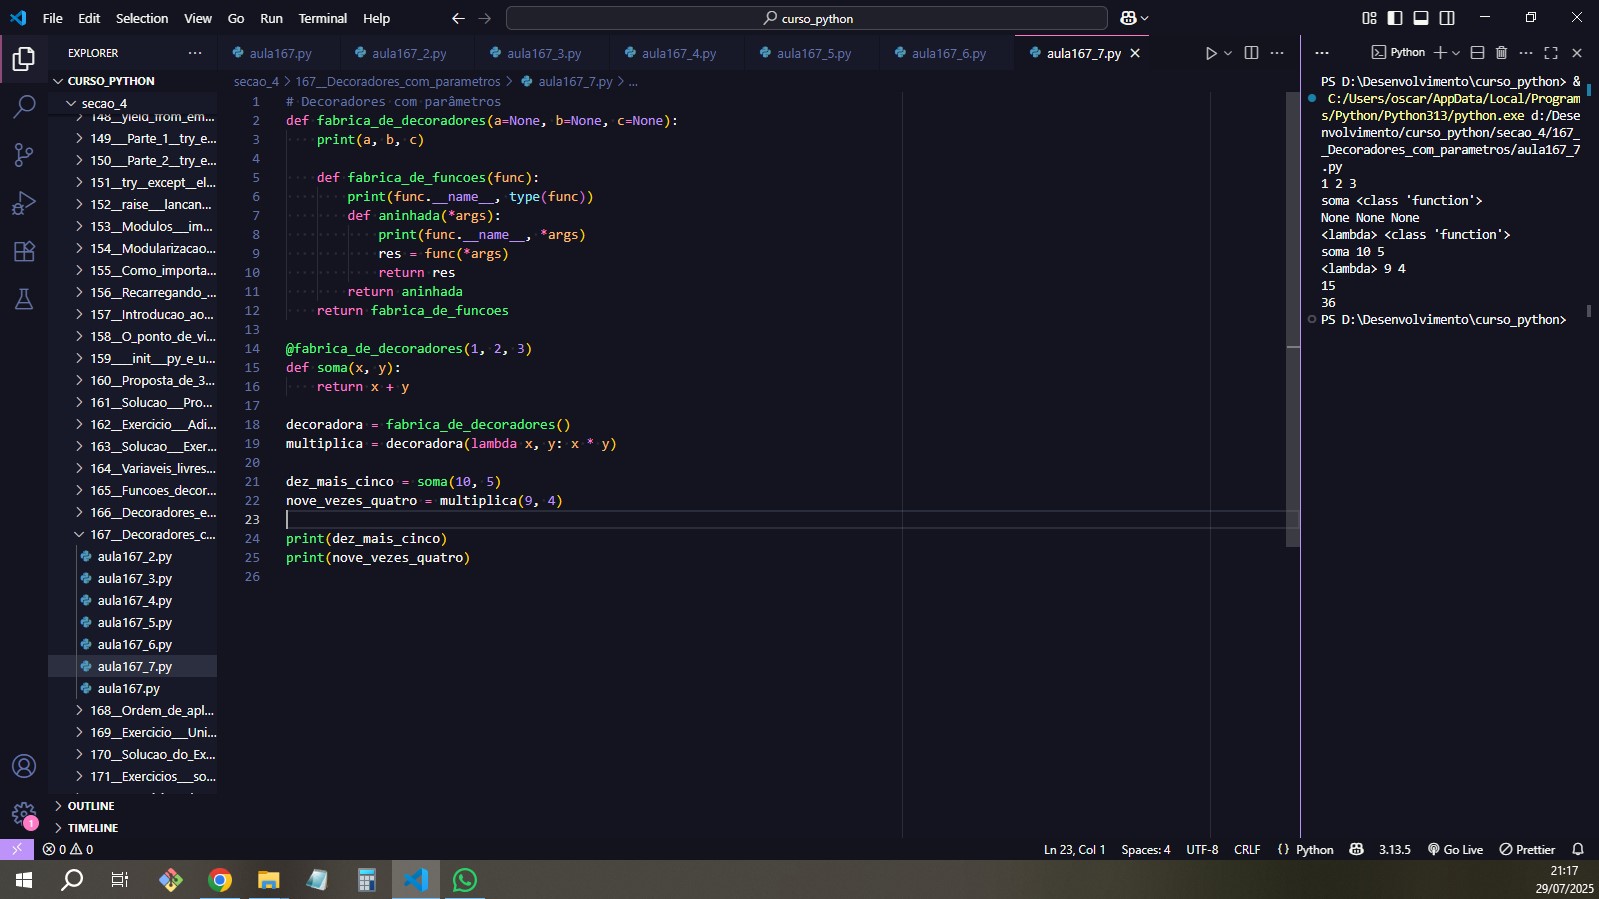 File Edit Selection View Go Run Terminal Help
curso_python
EXPLORER
CURSO_PYTHON
secao_4
148__yield_from_em...
149__Parte_1__try_e...
150__Parte_2__try_e...
151__try__except__el...
152__raise__lancan...
153__Modulos__im...
154__Modularizacao...
155__Como_importa...
156__Recarregando_...
157__Introducao_ao...
158__O_ponto_de_vi...
159___init__py_e_u...
160__Proposta_de_3...
161__Solucao__Pro...
162__Exercicio__Adi...
163__Solucao__Exer...
164__Variaveis_livres...
165__Funcoes_decor...
166__Decoradores_e...
167__Decoradores_c...
aula167_2.py
aula167_3.py
aula167_4.py
aula167_5.py
aula167_6.py
aula167_7.py
aula167.py
168__Ordem_de_apl...
169__Exercicio__Uni...
170__Solucao_do_Ex...
171__Exercicios__so...
OUTLINE
TIMELINE
aula167.py aula167_2.py aula167_3.py aula167_4.py aula167_5.py aula167_6.py aula167_7.py
secao_4 > 167__Decoradores_com_parametros > aula167_7.py > ...
1 # Decoradores com parâmetros
2 def fabrica_de_decoradores(a=None, b=None, c=None):
3     print(a, b, c)
4
5     def fabrica_de_funcoes(func):
6         print(func.__name__, type(func))
7         def aninhada(*args):
8             print(func.__name__, *args)
9             res = func(*args)
10             return res
11         return aninhada
12     return fabrica_de_funcoes
13
14 @fabrica_de_decoradores(1, 2, 3)
15 def soma(x, y):
16     return x + y
17
18 decoradora = fabrica_de_decoradores()
19 multiplica = decoradora(lambda x, y: x * y)
20
21 dez_mais_cinco = soma(10, 5)
22 nove_vezes_quatro = multiplica(9, 4)
23
24 print(dez_mais_cinco)
25 print(nove_vezes_quatro)
26
Python
PS D:\Desenvolvimento\curso_python> &
C:/Users/oscar/AppData/Local/Program
s/Python/Python313/python.exe d:/Dese
nvolvimento/curso_python/secao_4/167_
_Decoradores_com_parametros/aula167_7
.py
1 2 3
soma <class 'function'>
None None None
<lambda> <class 'function'>
soma 10 5
<lambda> 9 4
15
36
PS D:\Desenvolvimento\curso_python>
1
0 0
Ln 23, Col 1 Spaces: 4 UTF-8 CRLF {} Python 3.13.5 Go Live Prettier
21:17
29/07/2025